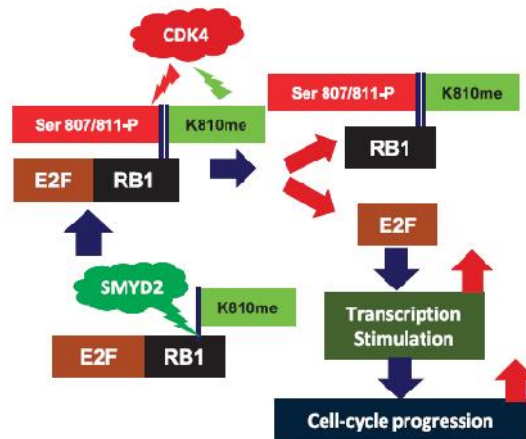 CDK4
Ser 807/811-P
K810me
E2F
RB1
Ser 807/811-P
K810me
RB1
E2F
SMYD2
K810me
E2F
RB1
Transcription
Stimulation
Cell-cycle progression